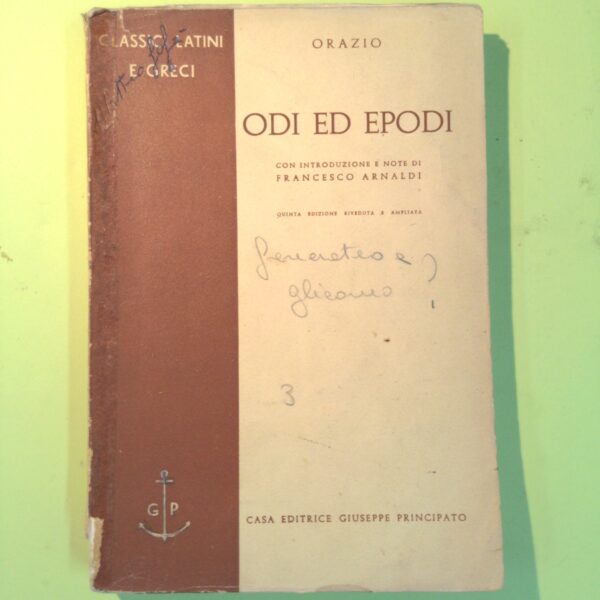 CLASSICI LATINI
E GRECI
ORAZIO
ODI ED EPODI
CON INTRODUZIONE E NOTE DI
FRANCESCO ARNALDI
QUINTA EDIZIONE RIVEDUTA E AMPLIATA
e ?
3
G P
CASA EDITRICE GIUSEPPE PRINCIPATO